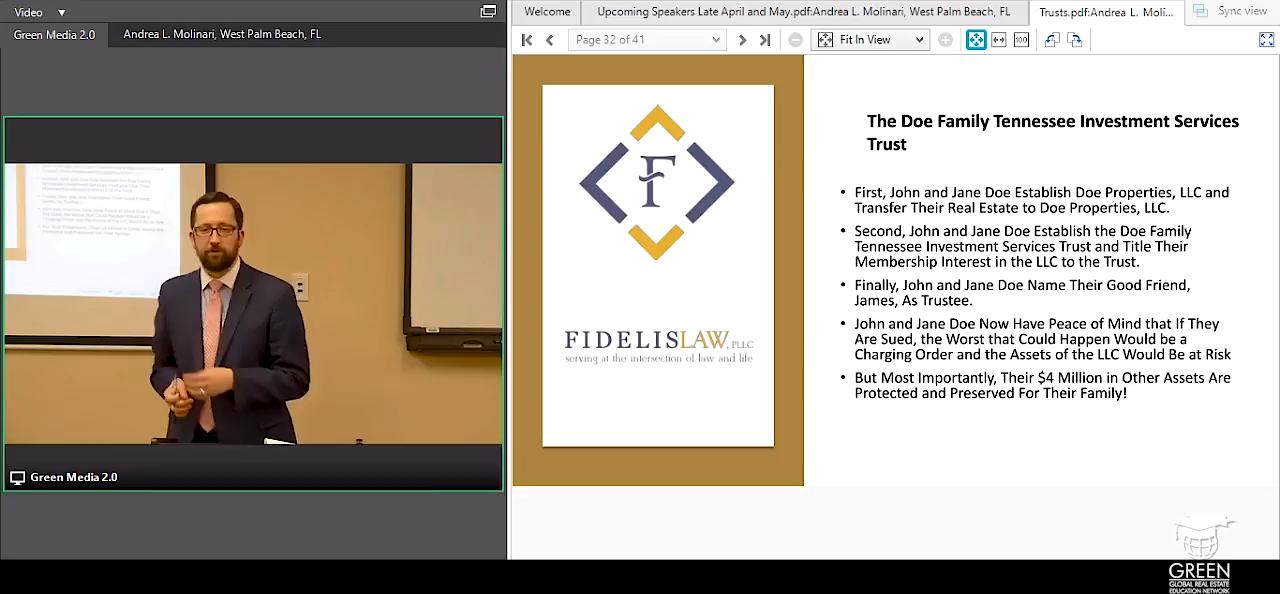 Video
Green Media 2.0
Andrea L. Molinari, West Palm Beach, FL
Green Media 2.0
Welcome
Upcoming Speakers Late April and May.pdf:Andrea L. Molinari, West Palm Beach, FL
Trusts.pdf:Andrea L. Moli...
Sync view
Page 32 of 41
Fit In View
100
F
FIDELISLAW, PLLC
serving at the intersection of law and life
The Doe Family Tennessee Investment Services
Trust
• First, John and Jane Doe Establish Doe Properties, LLC and
Transfer Their Real Estate to Doe Properties, LLC.
• Second, John and Jane Doe Establish the Doe Family
Tennessee Investment Services Trust and Title Their
Membership Interest in the LLC to the Trust.
• Finally, John and Jane Doe Name Their Good Friend,
James, As Trustee.
• John and Jane Doe Now Have Peace of Mind that If They
Are Sued, the Worst that Could Happen Would be a
Charging Order and the Assets of the LLC Would Be at Risk
• But Most Importantly, Their $4 Million in Other Assets Are
Protected and Preserved For Their Family!
GREEN
GLOBAL REAL ESTATE
EDUCATION NETWORK